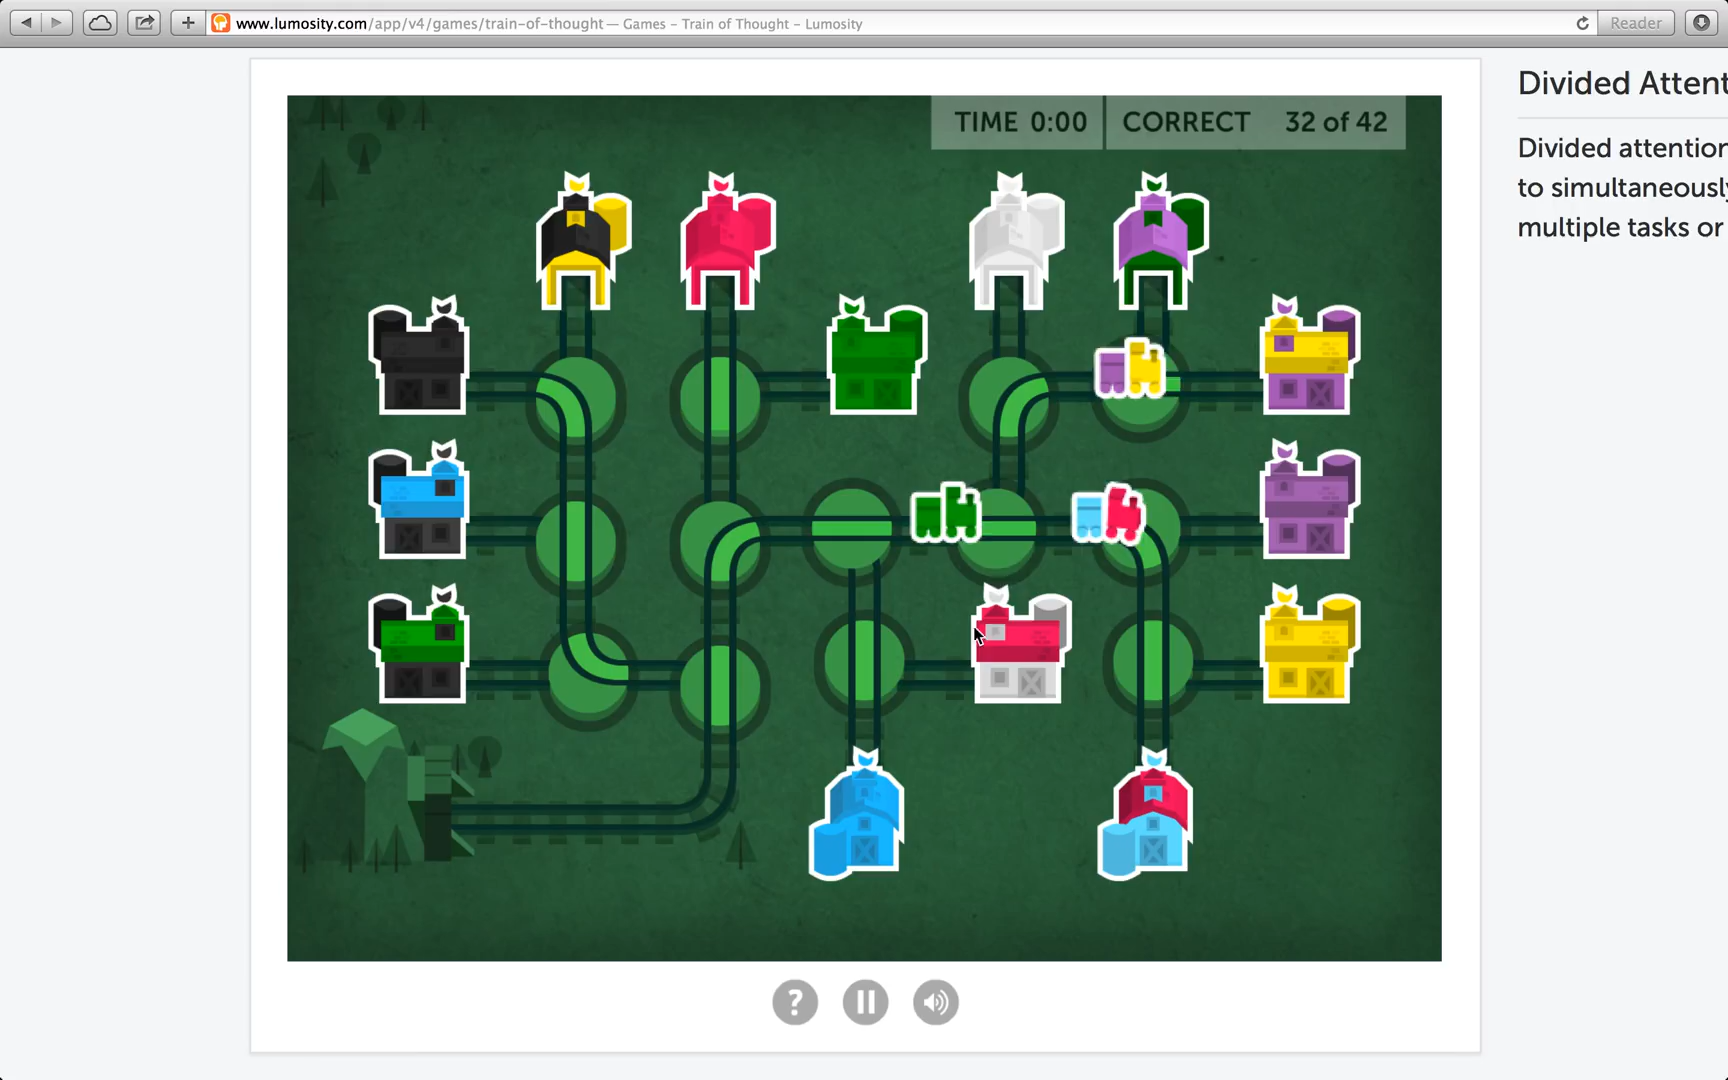 www.lumosity.com/app/v4/games/train-of-thought — Games – Train of Thought – Lumosity
Reader
Divided Attent
Divided attention
to simultaneously
multiple tasks or
TIME 0:00
CORRECT 32 of 42
?